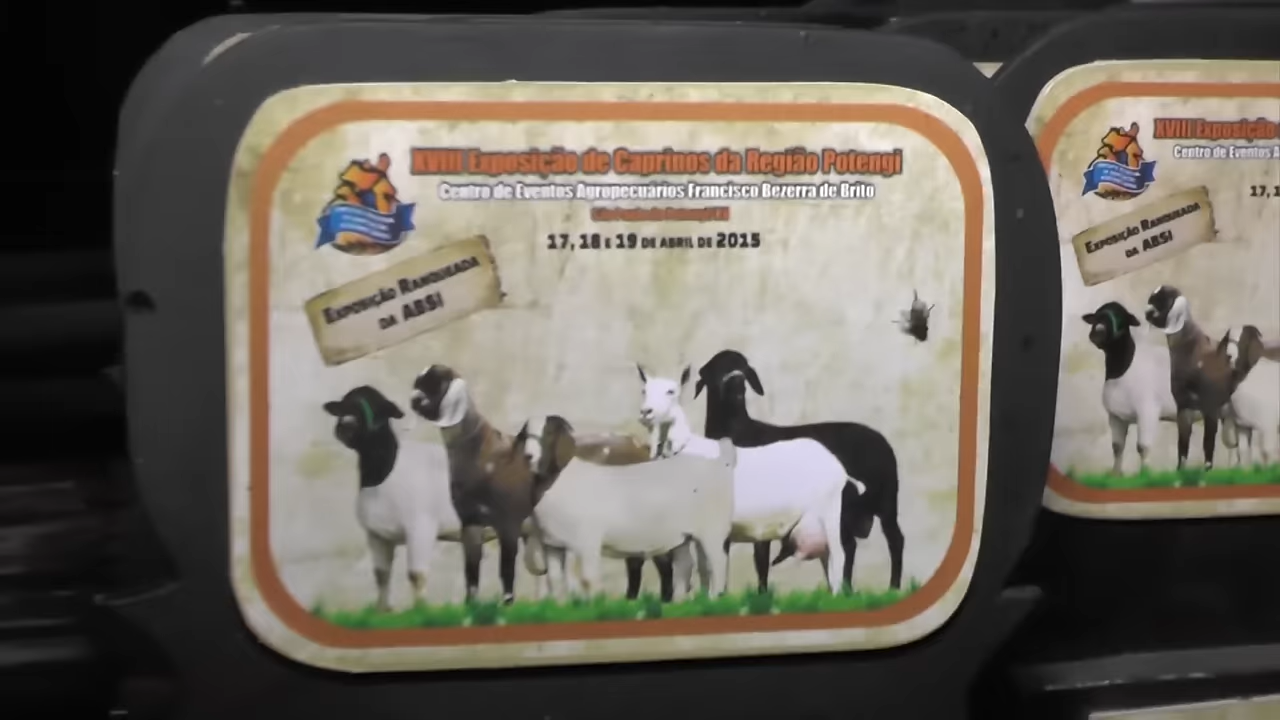 XVIII Exposição de Caprinos da Região Potengi
Centro de Eventos Agropecuários Francisco Bezerra de Brito
17, 18 E 19 DE ABRIL DE 2015
EXPOSIÇÃO RANQUEADA
DA ABSI
XVIII Exposição
Centro de Eventos A
17, 1
EXPOSIÇÃO RANQUEADA
DA ABSI